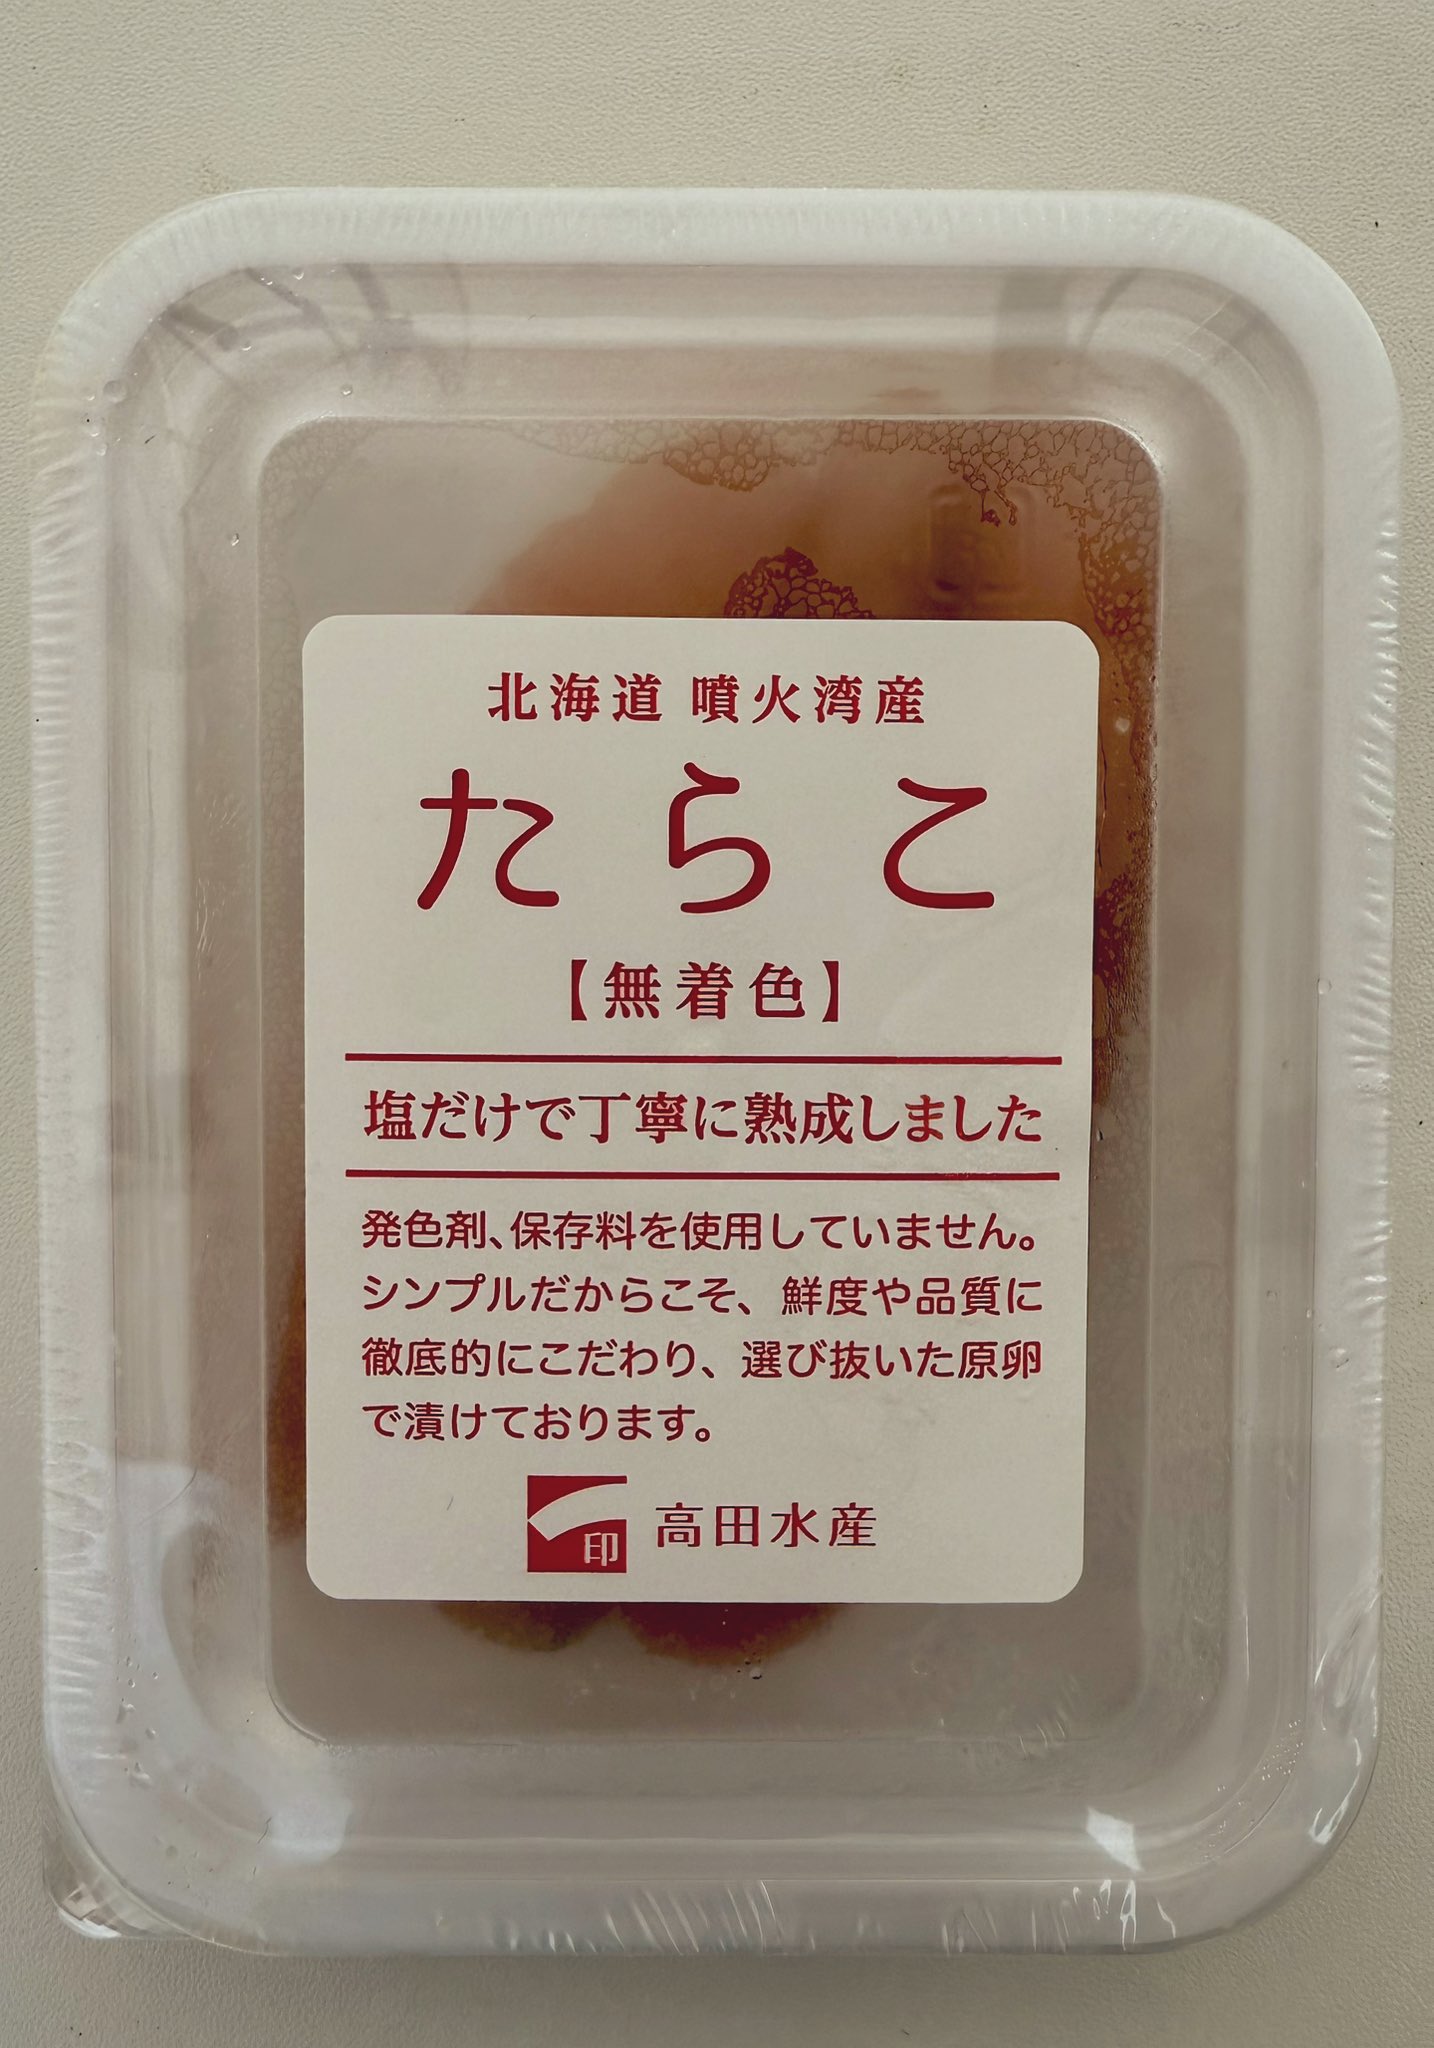 北海道 噴火湾産
たらこ
【無着色】
塩だけで丁寧に熟成しました
発色剤、保存料を使用していません。
シンプルだからこそ、鮮度や品質に
徹底的にこだわり、選び抜いた原卵
で漬けております。
印 高田水産